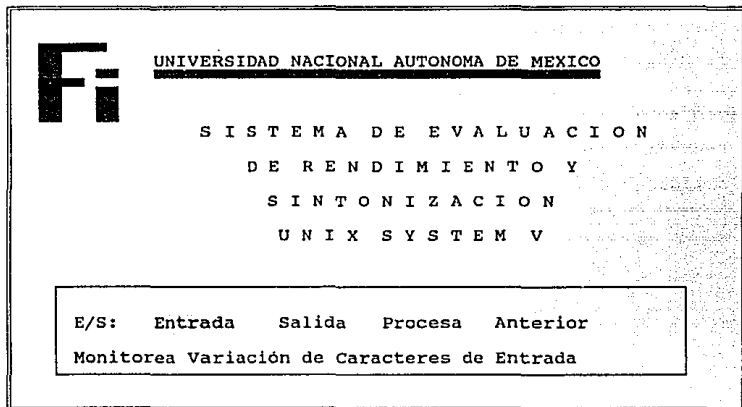 Fi
UNIVERSIDAD NACIONAL AUTONOMA DE MEXICO
S I S T E M A D E E V A L U A C I O N
D E R E N D I M I E N T O Y
S I N T O N I Z A C I O N
U N I X S Y S T E M V
E/S: Entrada Salida Procesa Anterior
Monitorea Variación de Caracteres de Entrada